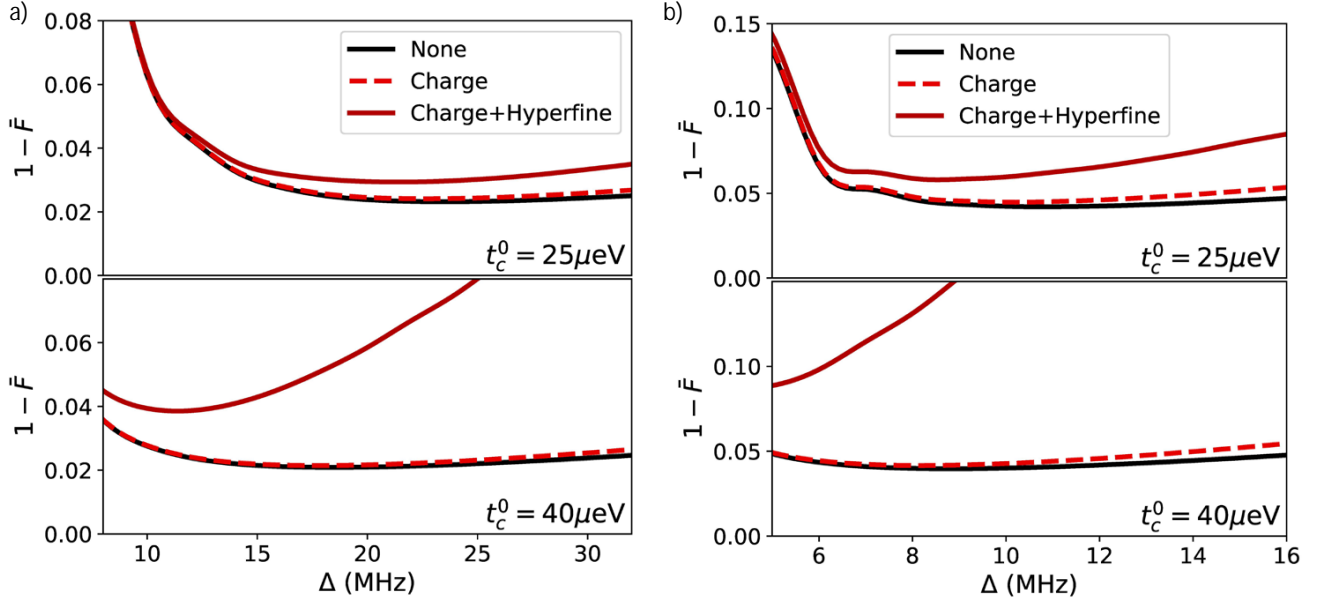 a)
0.08
0.06
0.04
0.02
0.00
1 − F̄
None
Charge
Charge+Hyperfine
t_c^0 = 25μeV
0.06
0.04
0.02
0.00
1 − F̄
t_c^0 = 40μeV
10 15 20 25 30
Δ (MHz)
b)
0.15
0.10
0.05
0.00
1 − F̄
None
Charge
Charge+Hyperfine
t_c^0 = 25μeV
0.10
0.05
0.00
1 − F̄
t_c^0 = 40μeV
6 8 10 12 14 16
Δ (MHz)